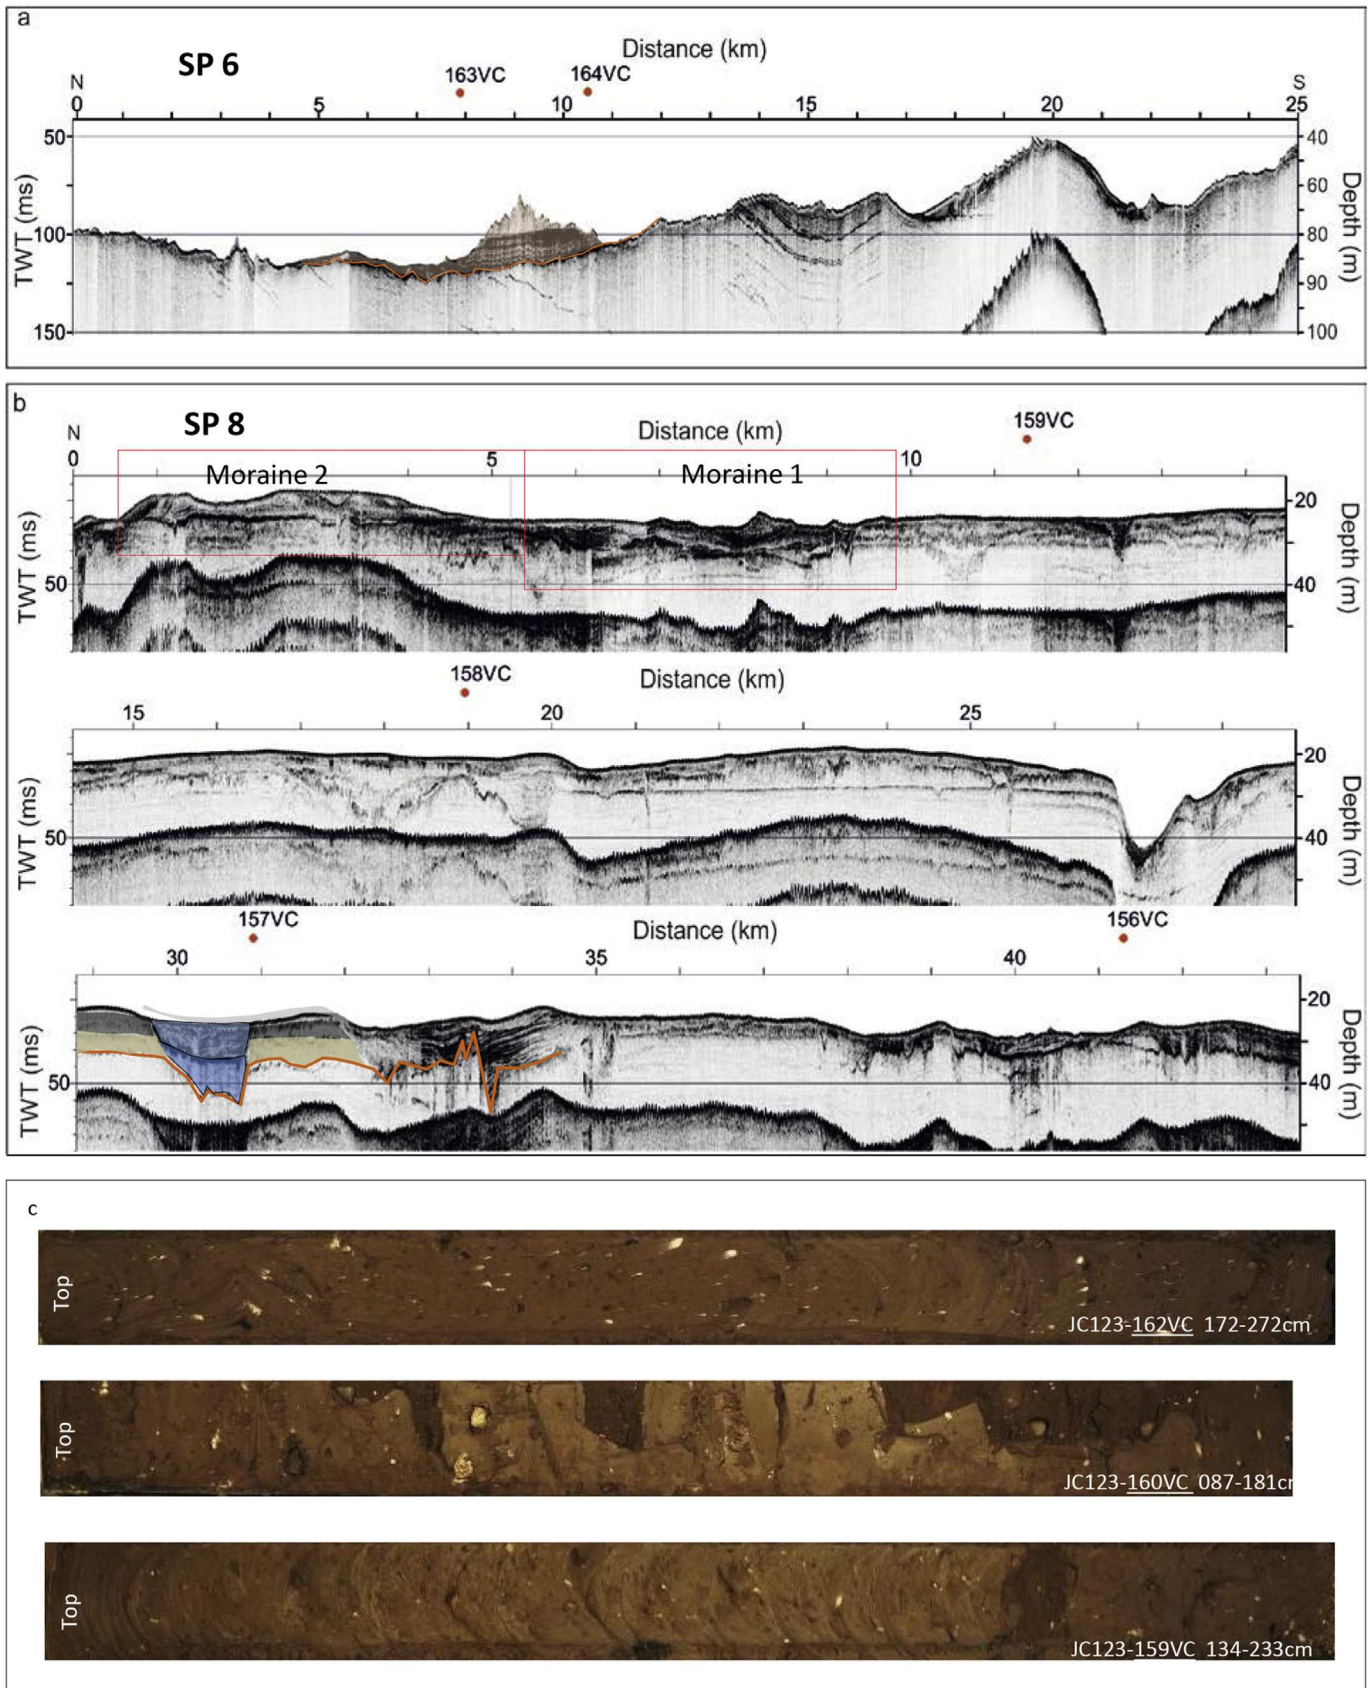 a
SP 6
Distance (km)
163VC
164VC
N
S
0 5 10 15 20 25
TWT (ms)
50
100
150
40
60
80
90
100
Depth (m)
b
SP 8
Distance (km)
159VC
N
0 5 10
Moraine 2
Moraine 1
TWT (ms)
50
20
40
Depth (m)
158VC
Distance (km)
15 20 25
TWT (ms)
50
20
40
Depth (m)
157VC
Distance (km)
156VC
30 35 40
TWT (ms)
50
20
40
Depth (m)
c
Top
JC123-162VC 172-272cm
Top
JC123-160VC 087-181cm
Top
JC123-159VC 134-233cm